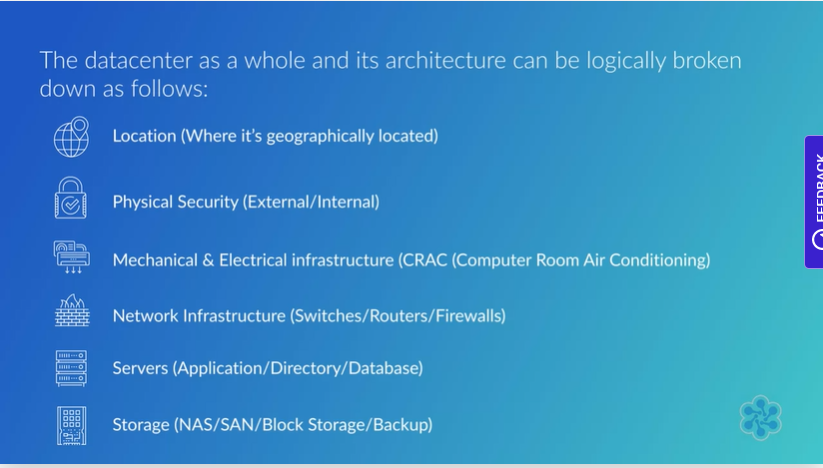 The datacenter as a whole and its architecture can be logically broken
down as follows:
Location (Where it's geographically located)
Physical Security (External/Internal)
Mechanical & Electrical infrastructure (CRAC (Computer Room Air Conditioning)
Network Infrastructure (Switches/Routers/Firewalls)
Servers (Application/Directory/Database)
Storage (NAS/SAN/Block Storage/Backup)
FEEDBACK